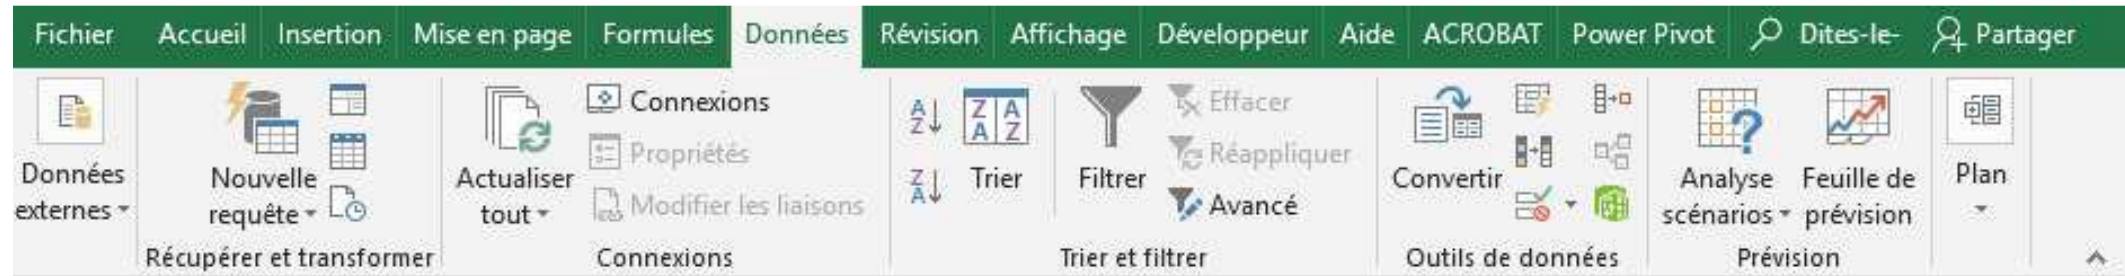 Fichier Accueil Insertion Mise en page Formules Données Révision Affichage Développeur Aide ACROBAT Power Pivot Dites-le- Partager
Données
externes
Nouvelle
requête
Récupérer et transformer
Actualiser
tout
Connexions
Propriétés
Modifier les liaisons
Connexions
Trier
Filtrer
Effacer
Réappliquer
Avancé
Trier et filtrer
Convertir
Outils de données
Analyse
scénarios
Feuille de
prévision
Prévision
Plan